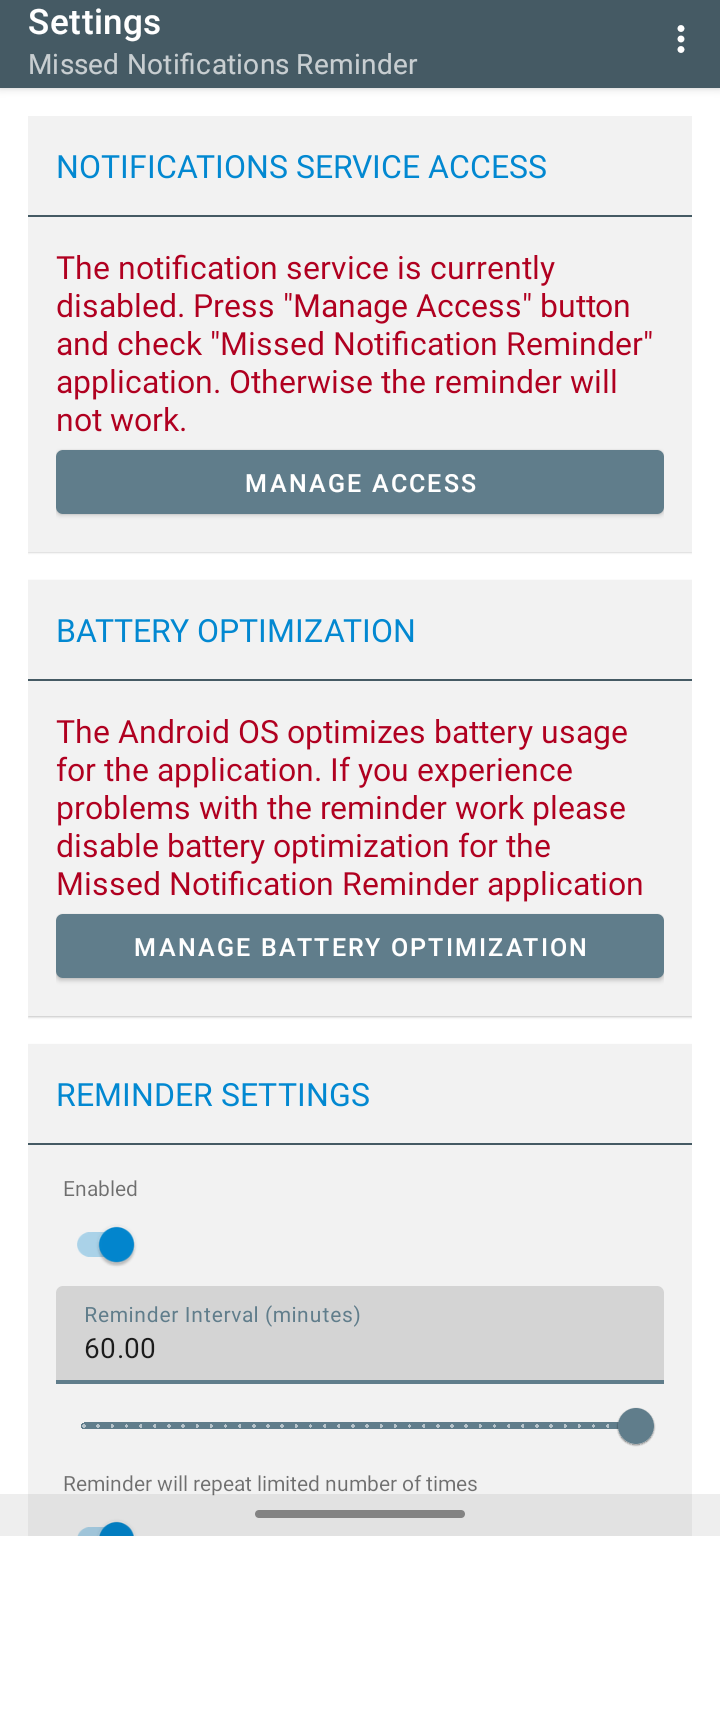 Settings
Missed Notifications Reminder
NOTIFICATIONS SERVICE ACCESS
The notification service is currently
disabled. Press "Manage Access" button
and check "Missed Notification Reminder"
application. Otherwise the reminder will
not work.
MANAGE ACCESS
BATTERY OPTIMIZATION
The Android OS optimizes battery usage
for the application. If you experience
problems with the reminder work please
disable battery optimization for the
Missed Notification Reminder application
MANAGE BATTERY OPTIMIZATION
REMINDER SETTINGS
Enabled
Reminder Interval (minutes)
60.00
Reminder will repeat limited number of times